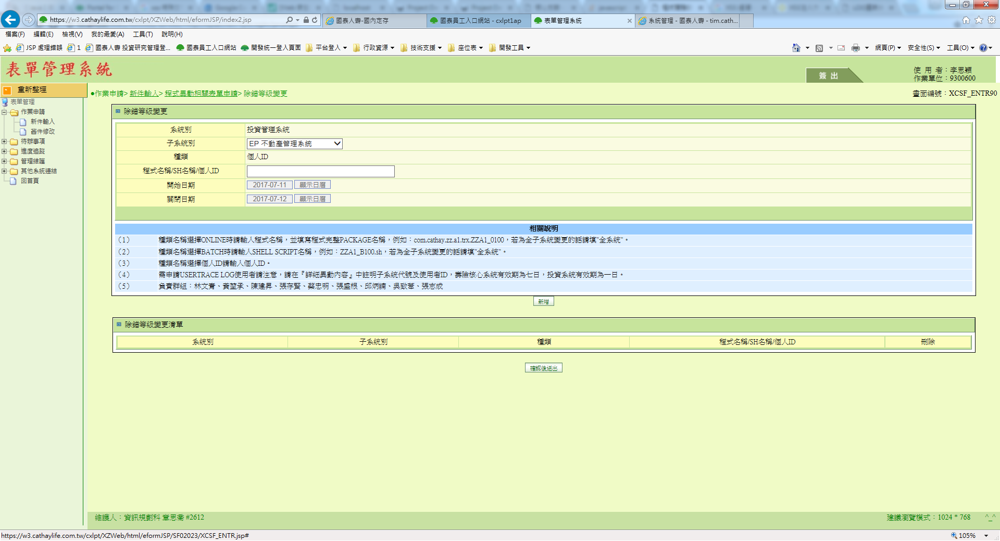 https://w3.cathaylife.com.tw/cxlpt/XZWeb/html/eformJSP/index2.jsp
國泰人壽-國內定存
國泰員工入口網站 - cxlpt1ap
表單管理系統
系統管理 - 國泰人壽 - tim.cath...
檔案(F) 編輯(E) 檢視(V) 我的最愛(A) 工具(T) 說明(H)
JSP 處理錯誤 1 國泰人壽 投資研究管理登... 國泰員工入口網站 開發統一登入頁面 平台登入 行政資源 技術支援 座位表 開發工具
網頁(P) 安全性(S) 工具(O)
表單管理系統
簽 出
使 用 者：李思穎
作業單位：9300600
重新整理
表單管理
作業申請
新件輸入
舊件修改
待辦事項
進度追蹤
管理維護
其他系統連結
回首頁
●作業申請> 新件輸入> 程式異動相關表單申請> 除錯等級變更
畫面編號：XCSF_ENTR90
除錯等級變更
系統別 投資管理系統
子系統別 EP 不動產管理系統
種類 個人ID
程式名稱/SH名稱/個人ID
開始日期 2017-07-11 顯示日曆
關閉日期 2017-07-12 顯示日曆
相關說明
（1） 種類名稱選擇ONLINE時請輸入程式名稱，並填寫程式完整PACKAGE名稱，例如：com.cathay.zz.a1.trx.ZZA1_0100，若為全子系統變更的話請填"全系統"。
（2） 種類名稱選擇BATCH時請輸入SHELL SCRIPT名稱，例如：ZZA1_B100.sh，若為全子系統變更的話請填"全系統"。
（3） 種類名稱選擇個人ID請輸入個人ID。
（4） 需申請USERTRACE LOG使用者請注意，請在『詳細異動內容』中註明子系統代號及使用者ID，壽險核心系統有效期為七日，投資系統有效期為一日。
（5） 負責群組：林文青、黃堃承、陳建昇、張存賢、蔡忠明、張盛根、邱炳諵、吳致蒼、張志成
新增
除錯等級變更清單
系統別 子系統別 種類 程式名稱/SH名稱/個人ID 刪除
確認後送出
維護人：資訊規劃科 章思喬 #2612
建議瀏覽模式：1024 * 768 ^_^
https://w3.cathaylife.com.tw/cxlpt/XZWeb/html/eformJSP/SF02023/XCSF_ENTR.jsp#
105%